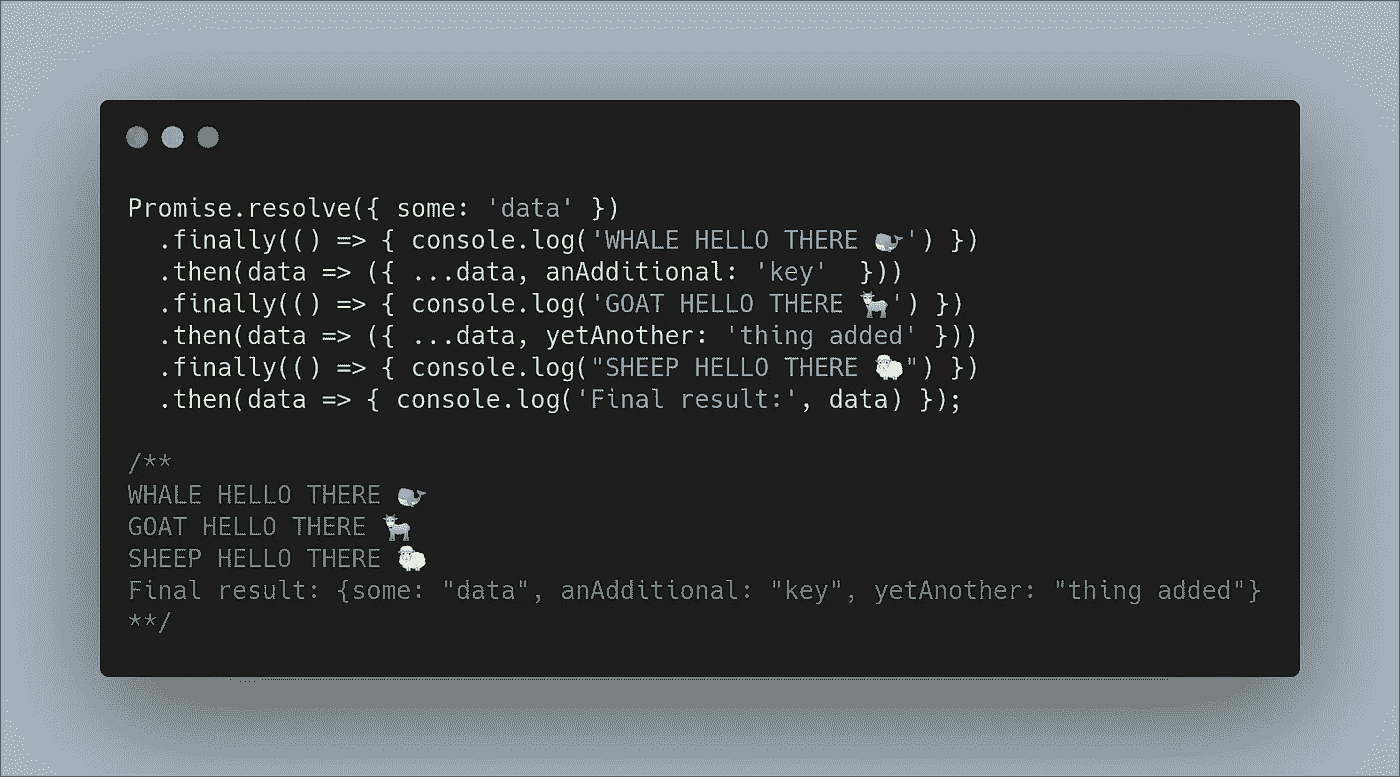 Promise.resolve({ some: 'data' })
  .finally(() => { console.log('WHALE HELLO THERE 🐳') })
  .then(data => ({ ...data, anAdditional: 'key'  }))
  .finally(() => { console.log('GOAT HELLO THERE 🐐') })
  .then(data => ({ ...data, yetAnother: 'thing added' }))
  .finally(() => { console.log("SHEEP HELLO THERE 🐑") })
  .then(data => { console.log('Final result:', data) });
/**
WHALE HELLO THERE 🐳
GOAT HELLO THERE 🐐
SHEEP HELLO THERE 🐑
Final result: {some: "data", anAdditional: "key", yetAnother: "thing added"}
**/